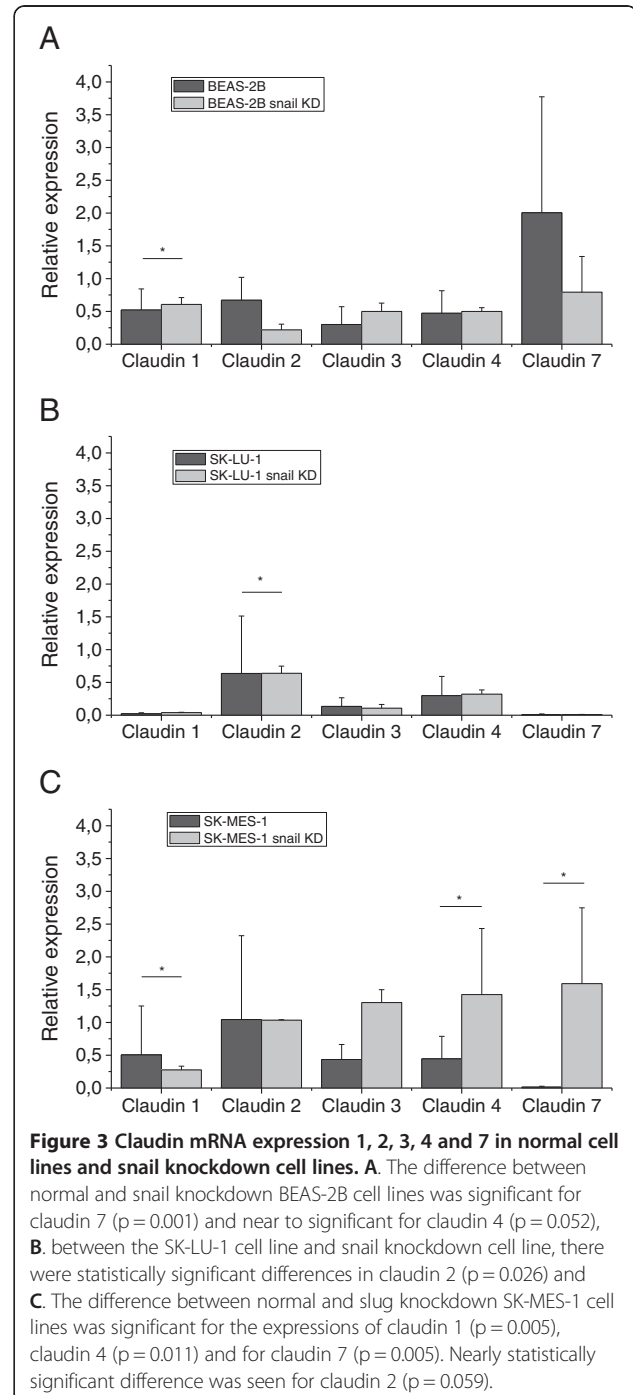 A
BEAS-2B
BEAS-2B snail KD
Relative expression
4,0
3,5
3,0
2,5
2,0
1,5
1,0
0,5
0,0
*
Claudin 1 Claudin 2 Claudin 3 Claudin 4 Claudin 7
B
SK-LU-1
SK-LU-1 snail KD
Relative expression
4,0
3,5
3,0
2,5
2,0
1,5
1,0
0,5
0,0
*
Claudin 1 Claudin 2 Claudin 3 Claudin 4 Claudin 7
C
SK-MES-1
SK-MES-1 snail KD
Relative expression
4,0
3,5
3,0
2,5
2,0
1,5
1,0
0,5
0,0
* * *
Claudin 1 Claudin 2 Claudin 3 Claudin 4 Claudin 7
Figure 3 Claudin mRNA expression 1, 2, 3, 4 and 7 in normal cell
lines and snail knockdown cell lines. A. The difference between
normal and snail knockdown BEAS-2B cell lines was significant for
claudin 7 (p = 0.001) and near to significant for claudin 4 (p = 0.052),
B. between the SK-LU-1 cell line and snail knockdown cell line, there
were statistically significant differences in claudin 2 (p = 0.026) and
C. The difference between normal and slug knockdown SK-MES-1 cell
lines was significant for the expressions of claudin 1 (p = 0.005),
claudin 4 (p = 0.011) and for claudin 7 (p = 0.005). Nearly statistically
significant difference was seen for claudin 2 (p = 0.059).